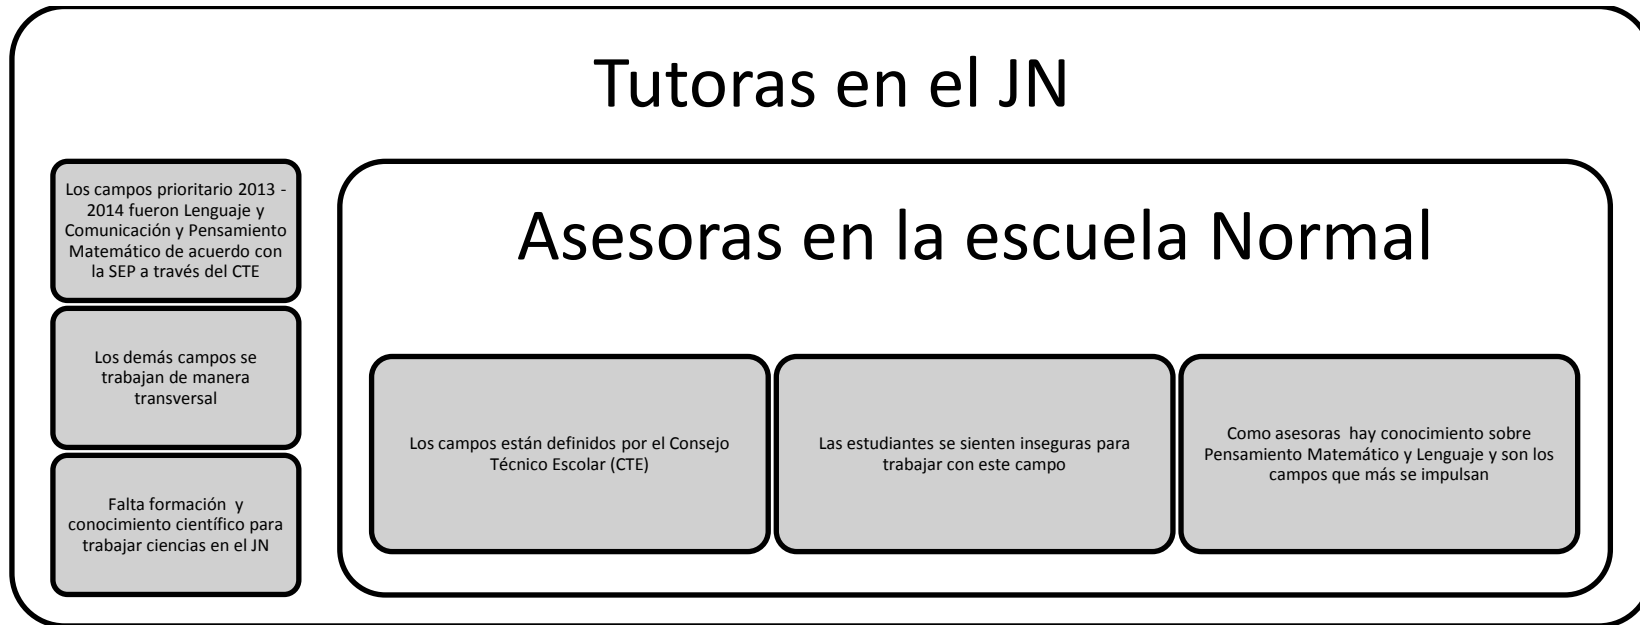 Tutoras en el JN
Los campos prioritario 2013 -
2014 fueron Lenguaje y
Comunicación y Pensamiento
Matemático de acuerdo con
la SEP a través del CTE
Los demás campos se
trabajan de manera
transversal
Falta formación y
conocimiento científico para
trabajar ciencias en el JN
Asesoras en la escuela Normal
Los campos están definidos por el Consejo
Técnico Escolar (CTE)
Las estudiantes se sienten inseguras para
trabajar con este campo
Como asesoras hay conocimiento sobre
Pensamiento Matemático y Lenguaje y son los
campos que más se impulsan